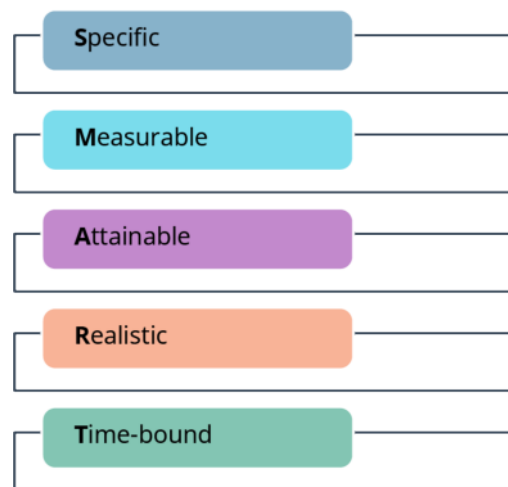 Specific
Measurable
Attainable
Realistic
Time-bound